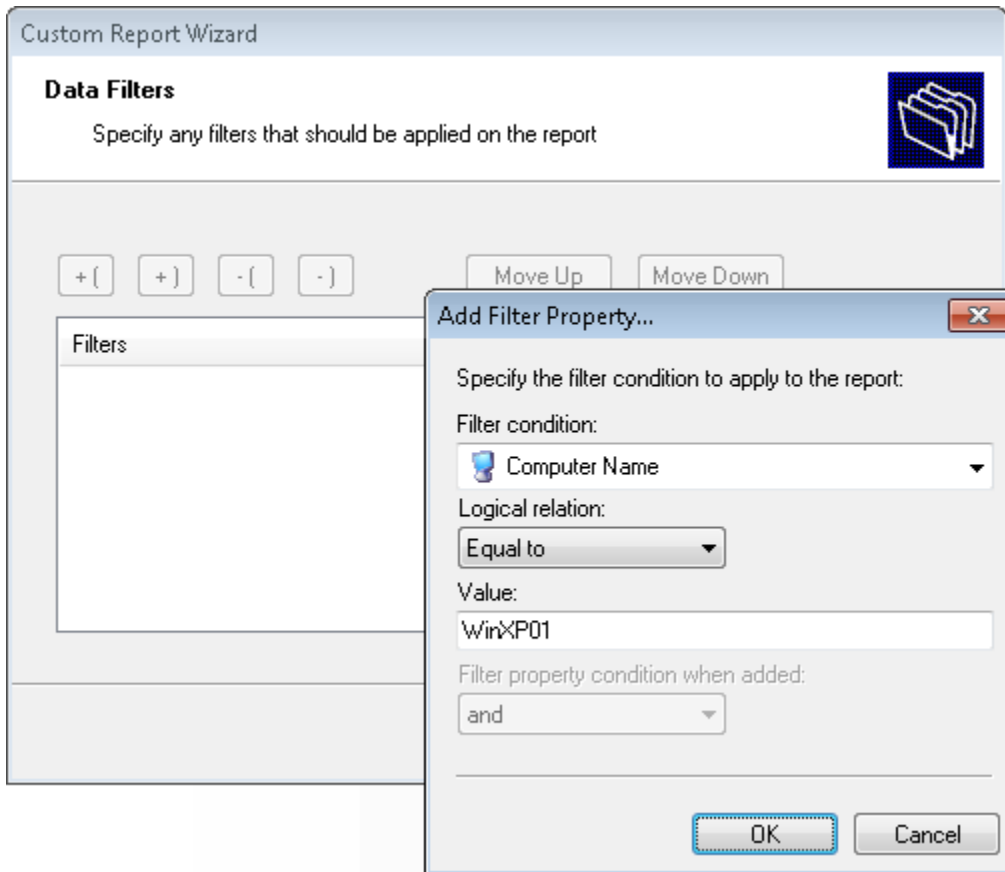 Custom Report Wizard
Data Filters
Specify any filters that should be applied on the report
+ (
+ )
- (
- )
Move Up
Move Down
Filters
Add Filter Property...
Specify the filter condition to apply to the report:
Filter condition:
Computer Name
Logical relation:
Equal to
Value:
WinXP01
Filter property condition when added:
and
OK
Cancel